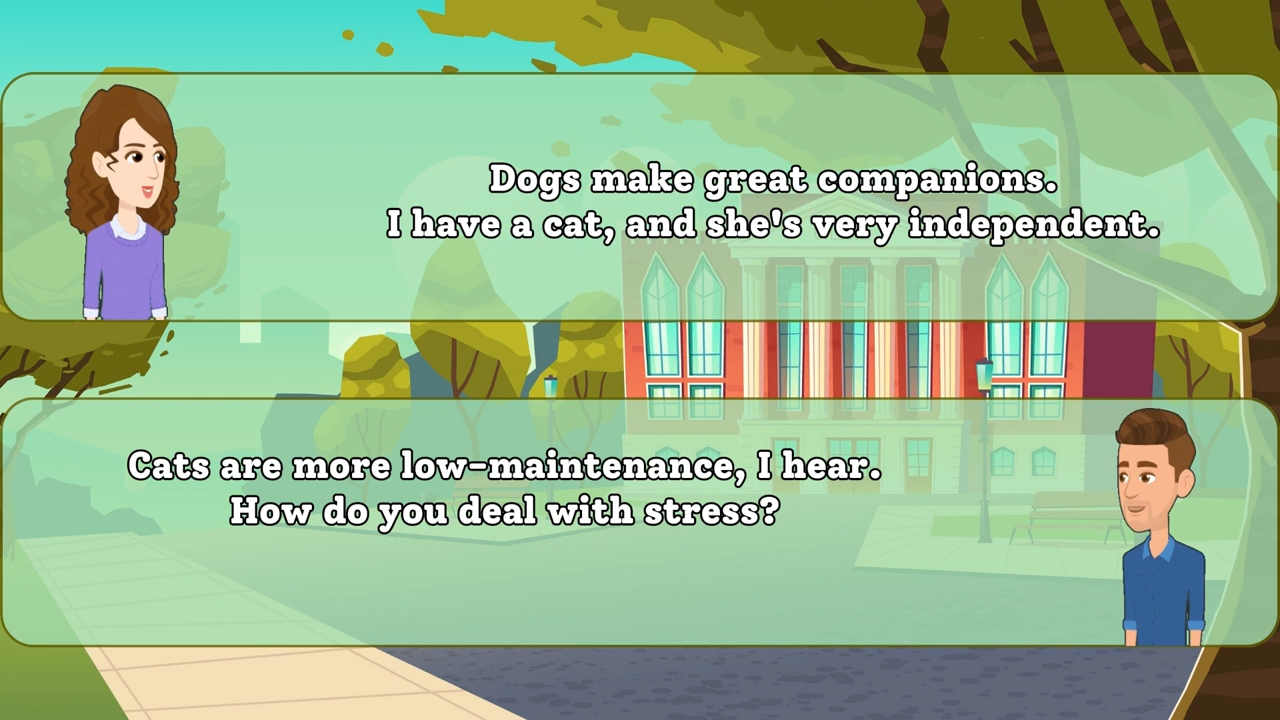 Dogs make great companions.
I have a cat, and she's very independent.
Cats are more low-maintenance, I hear.
How do you deal with stress?